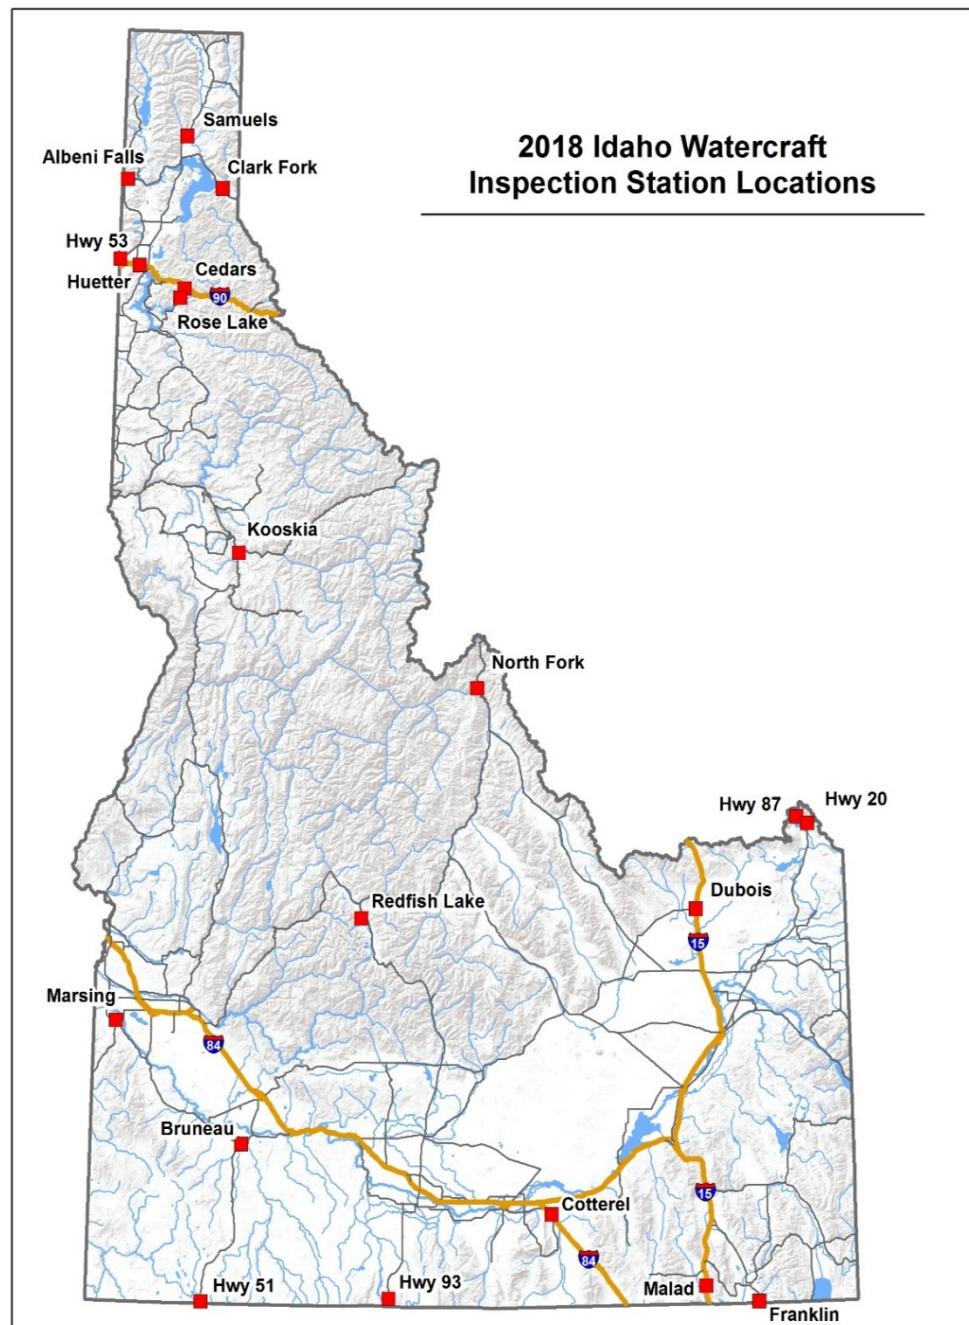 2018 Idaho Watercraft
Inspection Station Locations
Samuels
Albeni Falls
Clark Fork
Hwy 53
Huetter
Cedars
90
Rose Lake
Kooskia
North Fork
Hwy 87
Hwy 20
Dubois
Redfish Lake
15
Marsing
84
Bruneau
Cotterel
15
84
Hwy 51
Hwy 93
Malad
Franklin